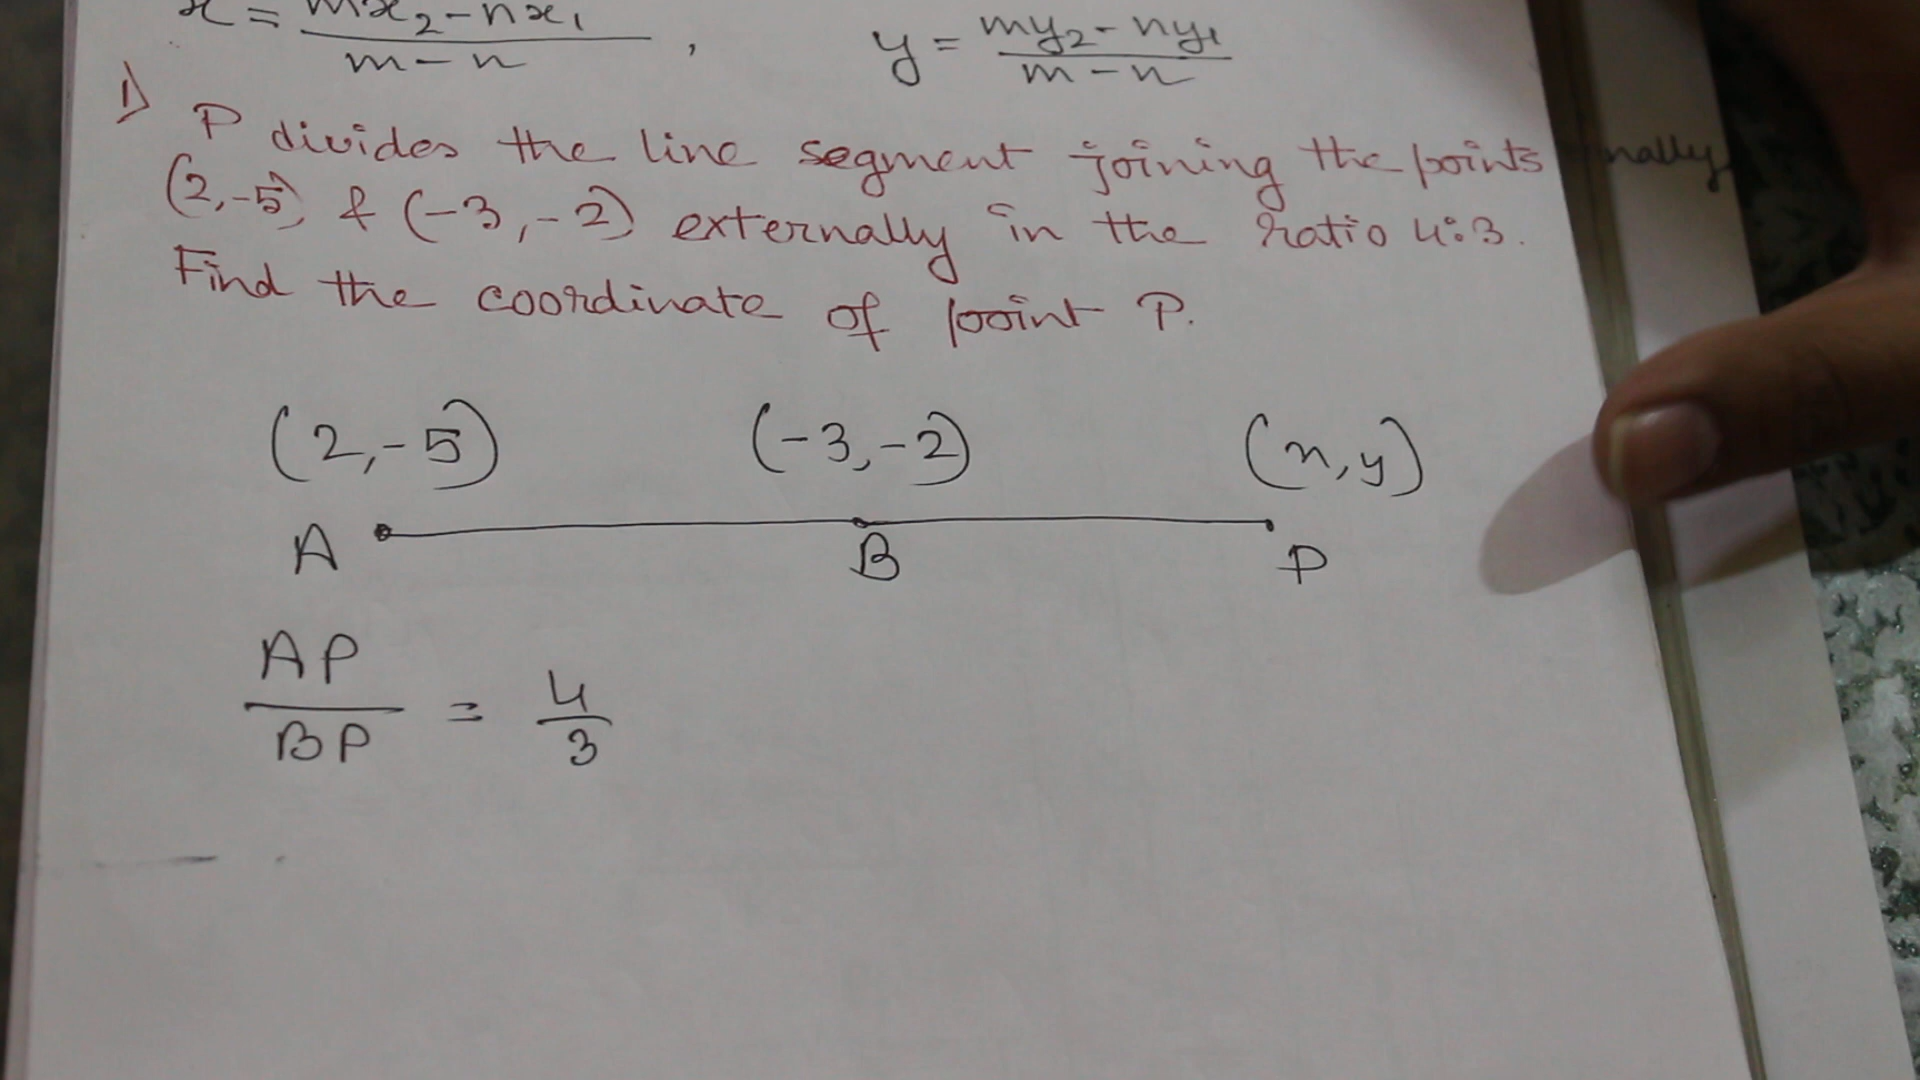 x = mx₂-nx₁ / m-n , y = my₂-ny₁ / m-n
1) P divides the line segment joining the points
(2,-5) & (-3,-2) externally in the ratio 4:3.
Find the coordinate of point P.
nally
(2,-5) (-3,-2) (x,y)
A B P
AP / BP = 4 / 3